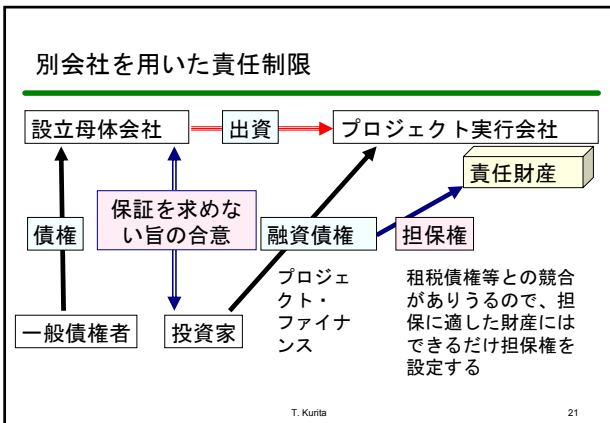 別会社を用いた責任制限
設立母体会社
出資
プロジェクト実行会社
責任財産
保証を求めな
い旨の合意
債権
融資債権
担保権
プロジェ
クト・
ファイナ
ンス
租税債権等との競合
がありうるので、担
保に適した財産には
できるだけ担保権を
設定する
一般債権者
投資家
T. Kurita
21